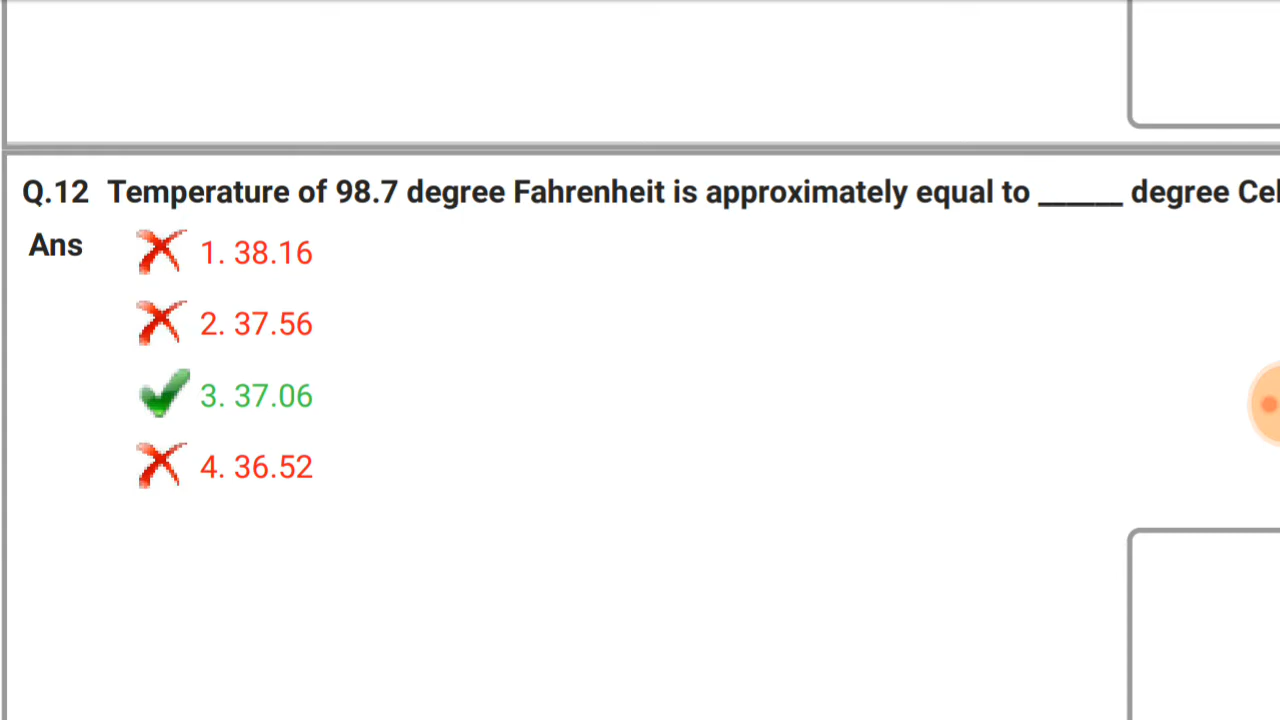 Q.12 Temperature of 98.7 degree Fahrenheit is approximately equal to ______ degree Cel
Ans 1. 38.16
2. 37.56
3. 37.06
4. 36.52